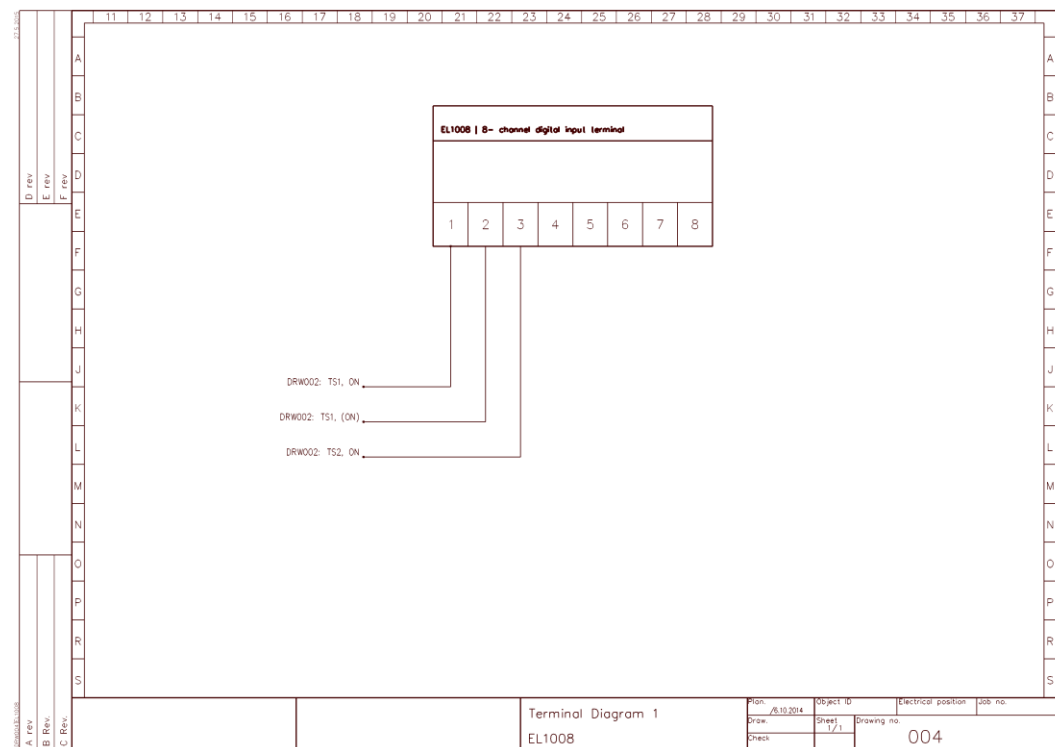 11 12 13 14 15 16 17 18 19 20 21 22 23 24 25 26 27 28 29 30 31 32 33 34 35 36 37
A A
B B
C C
D D
E E
F F
G G
H H
J J
K K
L L
M M
N N
O O
P P
R R
S S
D rev
E rev
F rev
EL1008 | 8- channel digital input terminal
1 2 3 4 5 6 7 8
DRW002: TS1, ON
DRW002: TS1, (ON)
DRW002: TS2, ON
A rev
B Rev.
C Rev.
Terminal Diagram 1
EL1008
Plan. /6.10.2014
Object ID
Electrical position
Job no.
Draw.
Sheet 1/1
Drawing no. 004
Check